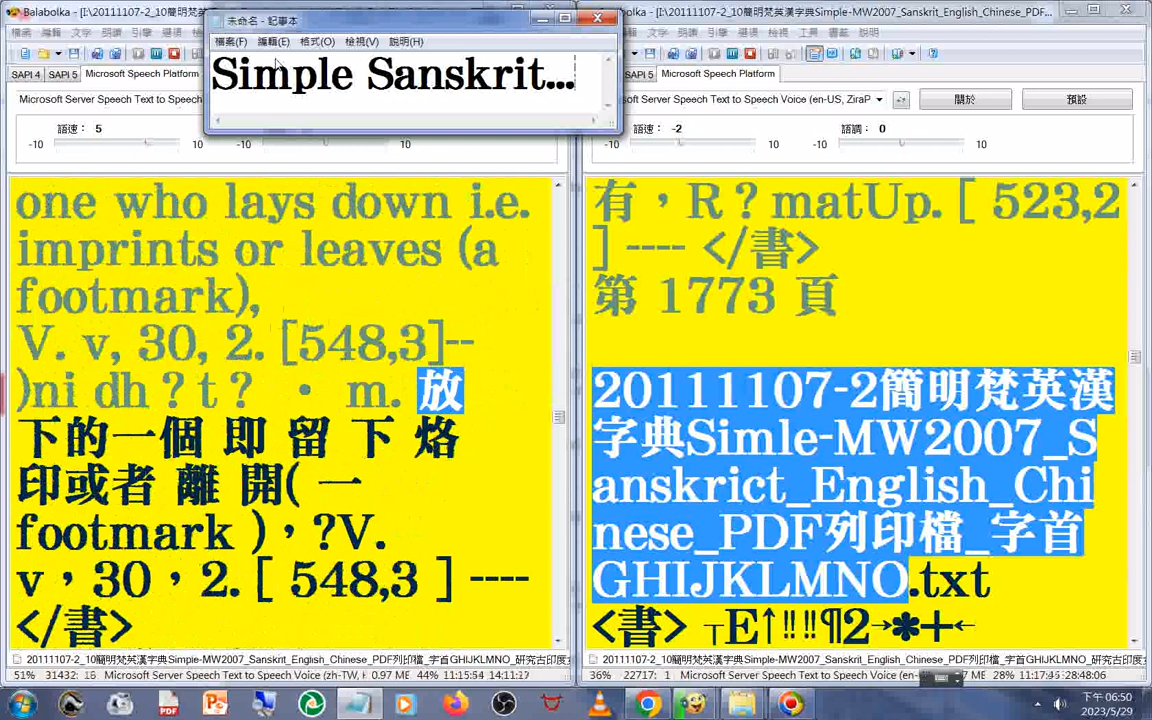 Balabolka
未命名 - 記事本
olka - [I:\20111107-2_10簡明梵英漢字典Simple-MW2007_Sanskrit_English_Chinese_PDF...
檔案(F) 編輯(E) 格式(O) 檢視(V) 說明(H)
Simple Sanskrit...
SAPI 4 SAPI 5 Microsoft Speech Platform
SAPI 5 Microsoft Speech Platform
Microsoft Server Speech Text to Speech
Microsoft Server Speech Text to Speech Voice (en-US, ZiraP
關於 預設
語速： 5
-10 10 -10 10
語速： -2 語調： 0
-10 10 -10 10
one who lays down i.e.
imprints or leaves (a
footmark),
V. v, 30, 2. [548,3]--
)ni dh？t？ • m. 放
下的一個 即 留 下 烙
印或者 離 開( 一
footmark )，?V.
v，30，2. [ 548,3 ] ----
</書>
有，R？matUp. [ 523,2
] ---- </書>
第 1773 頁
20111107-2簡明梵英漢
字典Simle-MW2007_S
anskrict_English_Chi
nese_PDF列印檔_字首
GHIJKLMNO.txt
<書> ┬E↑‼‼¶2→✱┼←
20111107-2_10簡明梵英漢字典Simple-MW2007_Sanskrit_English_Chinese_PDF列印檔_字首GHIJKLMNO_研究古印度
20111107-2_10簡明梵英漢字典Simple-MW2007_Sanskrit_English_Chinese_PDF列印檔_字首GHIJKLMNO
51% 31432: 16 Microsoft Server Speech Text to Speech Voice (zh-TW, H 0.97 ME 44% 11:15:54
36% 22717: 1 Microsoft Server Speech Text to Speech Voice (en-US, Zi
下午 06:50
2023/5/29